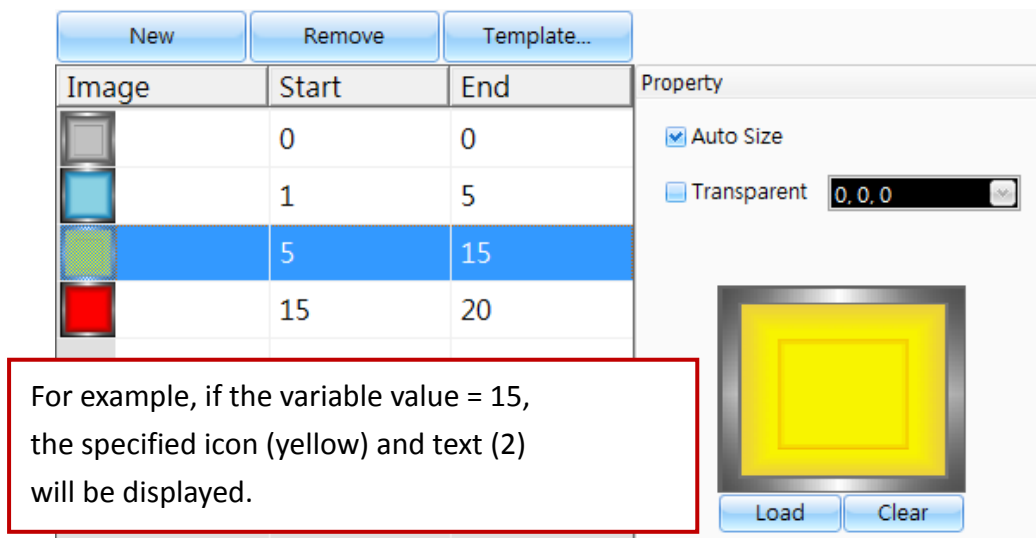 New Remove Template...
Image Start End
Property
0 0
Auto Size
1 5
Transparent 0, 0, 0
5 15
15 20
For example, if the variable value = 15,
the specified icon (yellow) and text (2)
will be displayed.
Load Clear